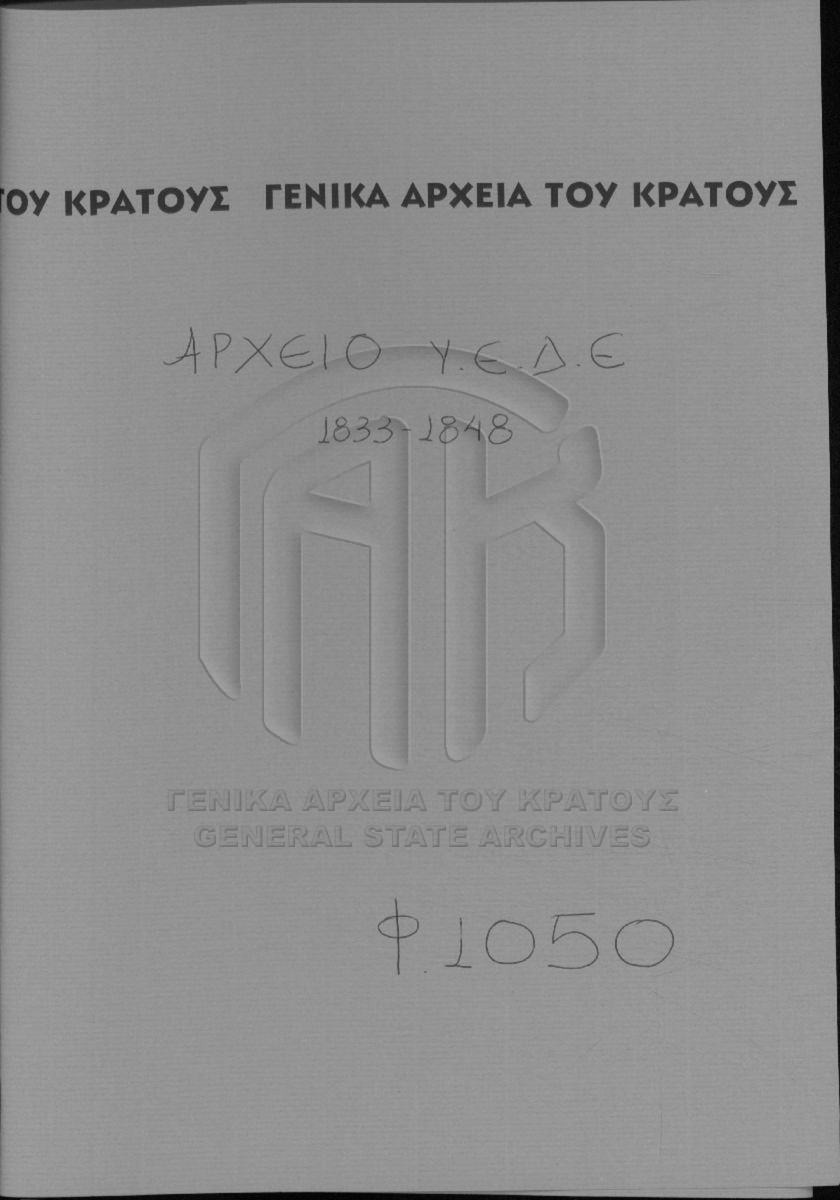 ΤΟΥ ΚΡΑΤΟΥΣ ΓΕΝΙΚΑ ΑΡΧΕΙΑ ΤΟΥ ΚΡΑΤΟΥΣ
ΑΡΧΕΙΟ Υ.Ε.Δ.Ε
1833-1848
ΓΕΝΙΚΑ ΑΡΧΕΙΑ ΤΟΥ ΚΡΑΤΟΥΣ
GENERAL STATE ARCHIVES
Φ.1050